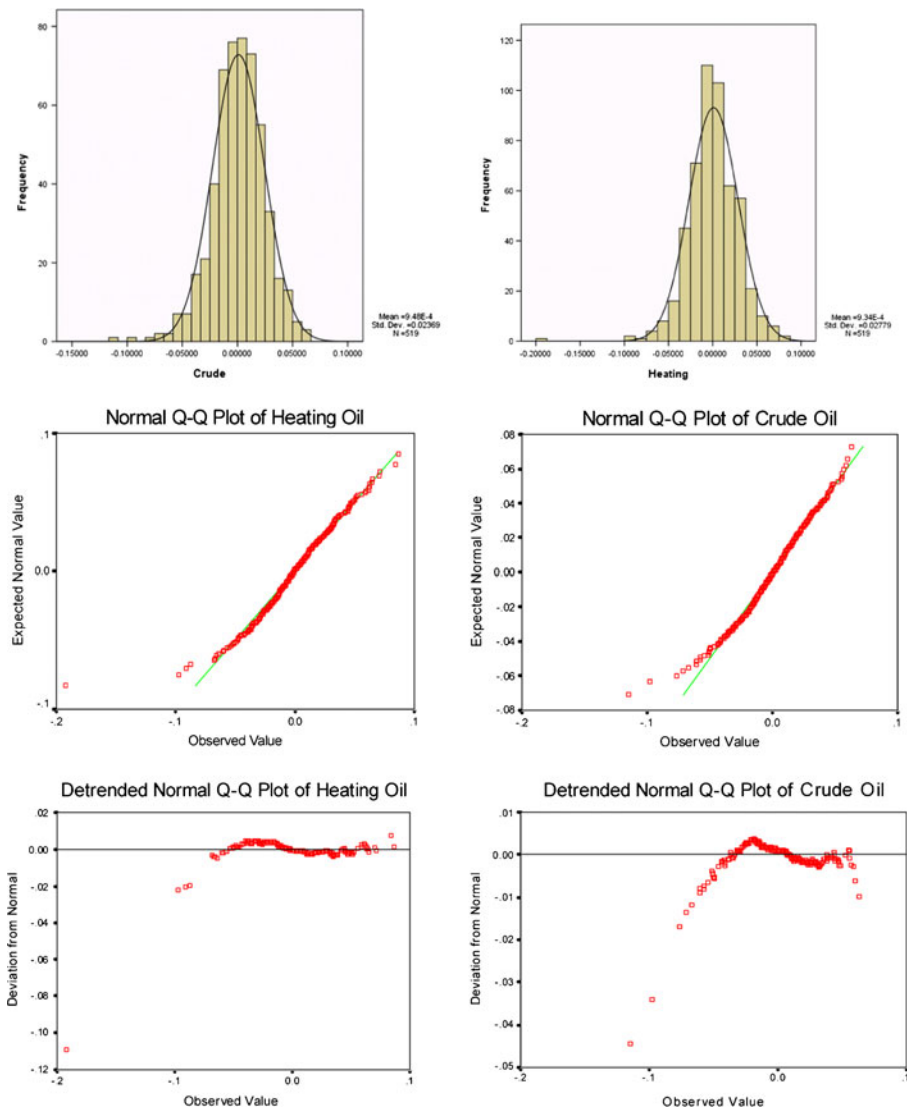 80
60
40
20
0
Frequency
-0.15000 -0.10000 -0.05000 0.00000 0.05000 0.10000
Crude
Mean =9.48E-4
Std. Dev. =0.02369
N =519
120
100
80
60
40
20
0
Frequency
-0.20000 -0.15000 -0.10000 -0.05000 0.00000 0.05000 0.10000
Heating
Mean =9.34E-4
Std. Dev. =0.02779
N =519
Normal Q-Q Plot of Heating Oil
.1
0.0
-.1
Expected Normal Value
-.2 -.1 0.0 .1
Observed Value
Normal Q-Q Plot of Crude Oil
.08
.06
.04
.02
0.00
-.02
-.04
-.06
-.08
Expected Normal Value
-.2 -.1 0.0 .1
Observed Value
Detrended Normal Q-Q Plot of Heating Oil
.02
0.00
-.02
-.04
-.06
-.08
-.10
-.12
Deviation from Normal
-.2 -.1 0.0 .1
Observed Value
Detrended Normal Q-Q Plot of Crude Oil
.01
0.00
-.01
-.02
-.03
-.04
-.05
Deviation from Normal
-.2 -.1 0.0 .1
Observed Value